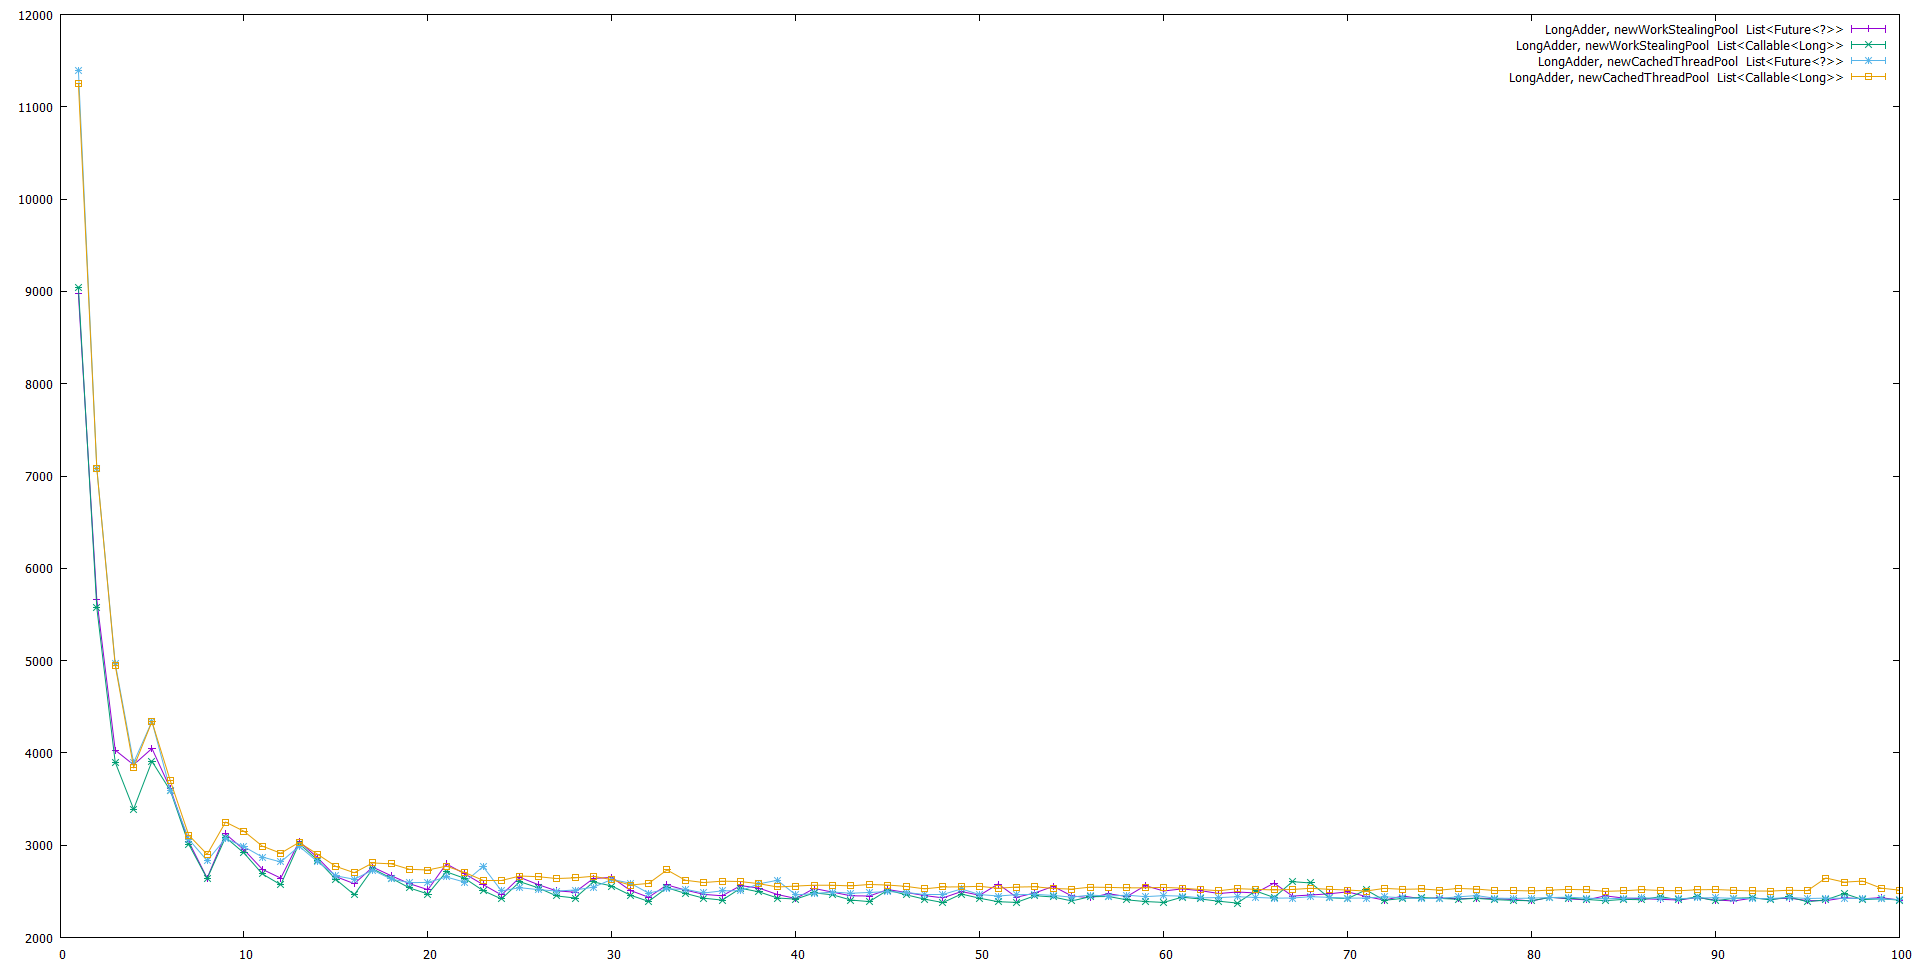 12000
11000
10000
9000
8000
7000
6000
5000
4000
3000
2000
0 10 20 30 40 50 60 70 80 90 100
LongAdder, newWorkStealingPool  List<Future<?>>
LongAdder, newWorkStealingPool  List<Callable<Long>>
LongAdder, newCachedThreadPool  List<Future<?>>
LongAdder, newCachedThreadPool  List<Callable<Long>>